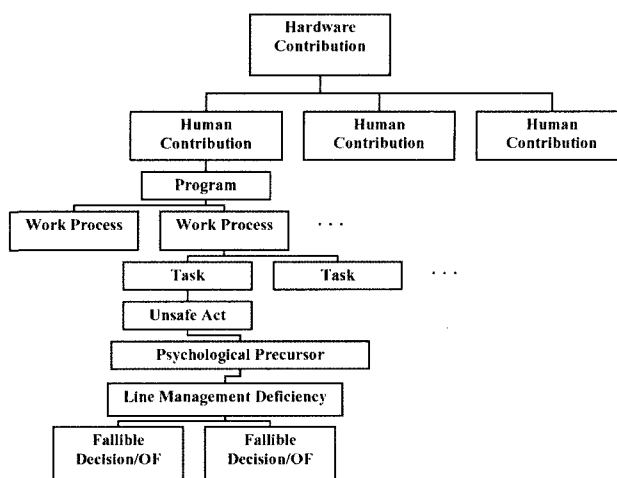 Hardware
Contribution
Human
Contribution
Human
Contribution
Human
Contribution
Program
Work Process
Work Process
. . .
Task
Task
. . .
Unsafe Act
Psychological Precursor
Line Management Deficiency
Fallible
Decision/OF
Fallible
Decision/OF